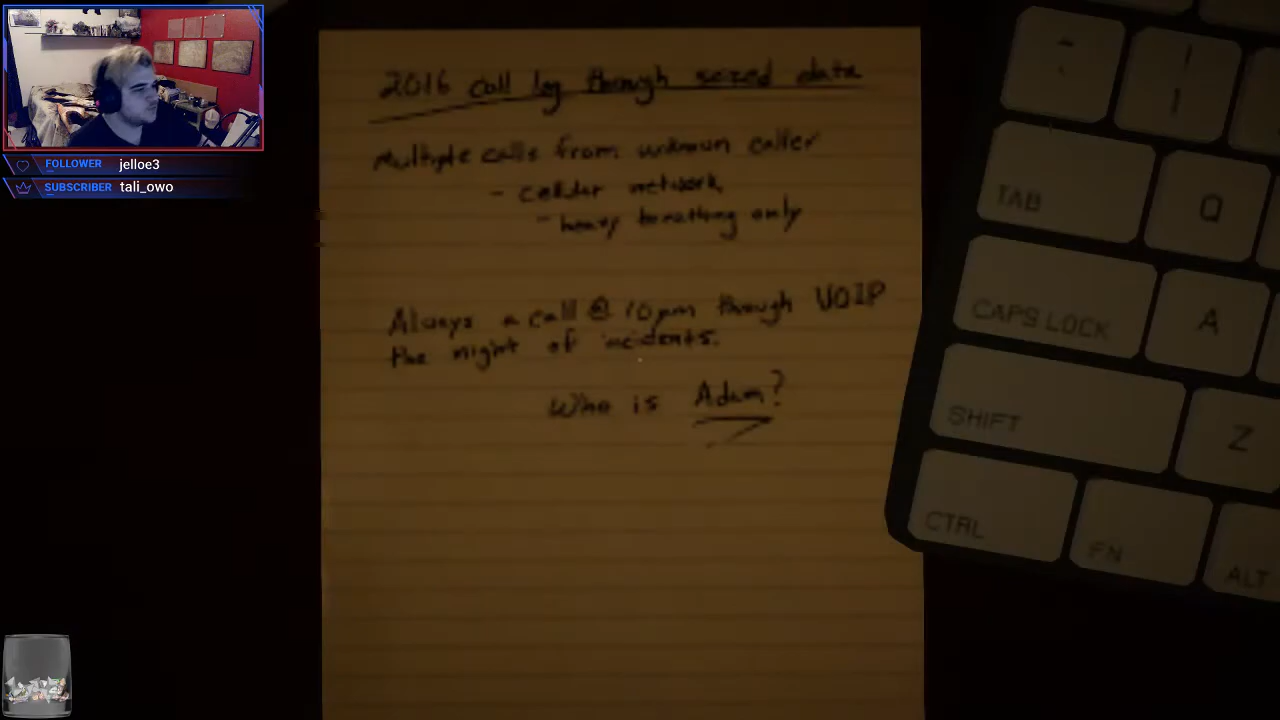 FOLLOWER jelloe3
SUBSCRIBER tali_owo
2016 call log through seized data
Multiple calls from unknown caller
- cellular network
- heavy breathing only
Always a call @ 10pm through VOIP
the night of incidents.
Who is Adam?
1
TAB Q
CAPS LOCK A
SHIFT Z
CTRL FN ALT